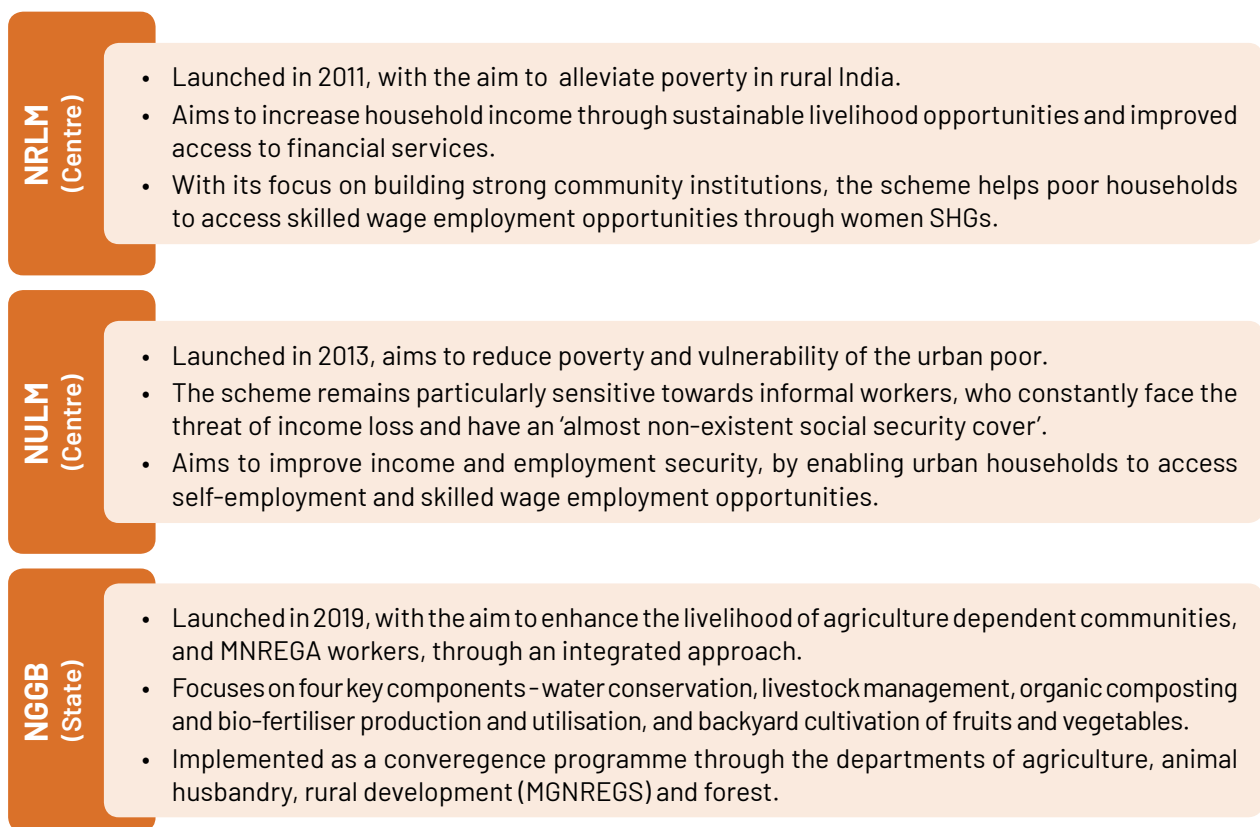 NRLM
(Centre)
• Launched in 2011, with the aim to alleviate poverty in rural India.
• Aims to increase household income through sustainable livelihood opportunities and improved
access to financial services.
• With its focus on building strong community institutions, the scheme helps poor households
to access skilled wage employment opportunities through women SHGs.
NULM
(Centre)
• Launched in 2013, aims to reduce poverty and vulnerability of the urban poor.
• The scheme remains particularly sensitive towards informal workers, who constantly face the
threat of income loss and have an ‘almost non-existent social security cover’.
• Aims to improve income and employment security, by enabling urban households to access
self-employment and skilled wage employment opportunities.
NGGB
(State)
• Launched in 2019, with the aim to enhance the livelihood of agriculture dependent communities,
and MNREGA workers, through an integrated approach.
• Focuses on four key components - water conservation, livestock management, organic composting
and bio-fertiliser production and utilisation, and backyard cultivation of fruits and vegetables.
• Implemented as a converegence programme through the departments of agriculture, animal
husbandry, rural development (MGNREGS) and forest.